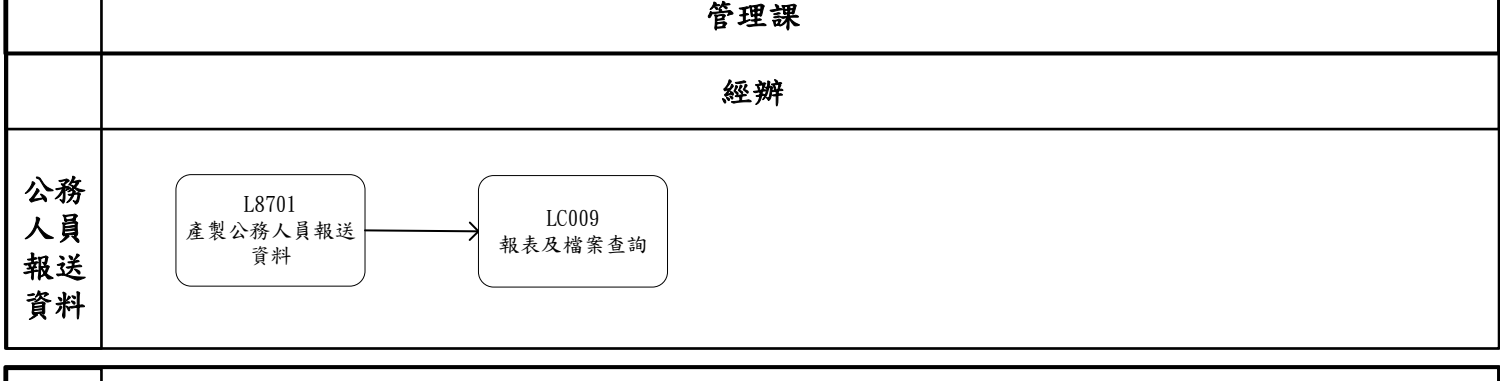 管理課
經辦
公務
人員
報送
資料
L8701
產製公務人員報送
資料
LC009
報表及檔案查詢